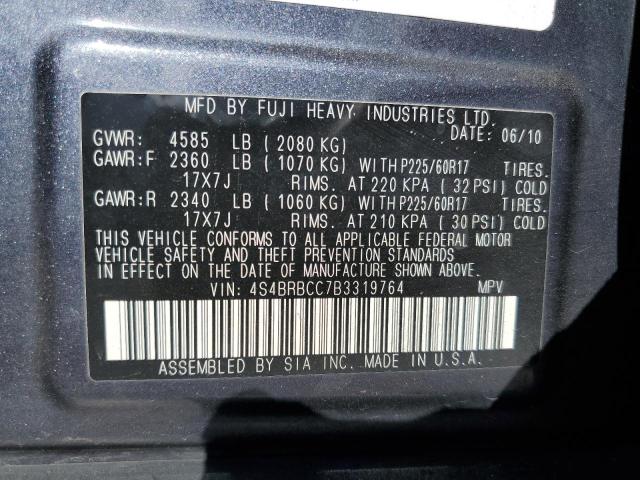 MFD BY FUJI HEAVY INDUSTRIES LTD.
DATE: 06/10
GVWR: 4585 LB ( 2080 KG)
GAWR:F 2360 LB ( 1070 KG) WITH P225/60R17 TIRES.
17X7J RIMS. AT 220 KPA ( 32 PSI) COLD
GAWR:R 2340 LB ( 1060 KG) WITH P225/60R17 TIRES.
17X7J RIMS. AT 210 KPA ( 30 PSI) COLD
THIS VEHICLE CONFORMS TO ALL APPLICABLE FEDERAL MOTOR
VEHICLE SAFETY AND THEFT PREVENTION STANDARDS
IN EFFECT ON THE DATE OF MANUFACTURE SHOWN ABOVE.
VIN: 4S4BRBCC7B3319764 MPV
ASSEMBLED BY SIA INC. MADE IN U.S.A.